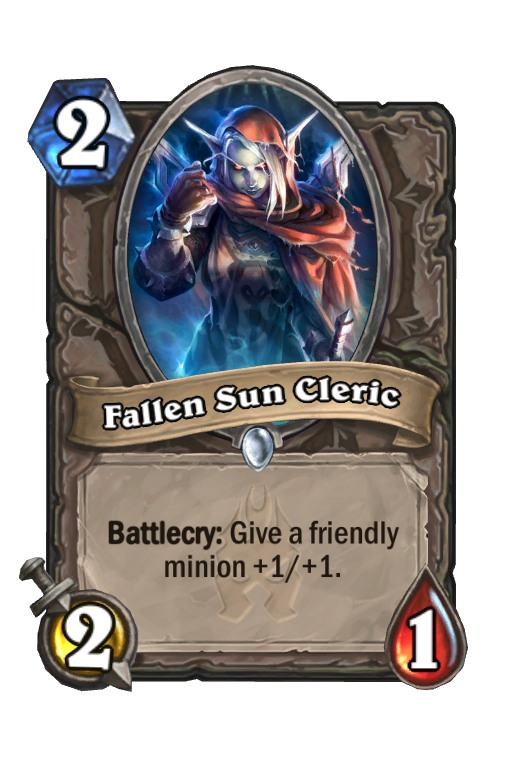 2
Fallen Sun Cleric
Battlecry: Give a friendly
minion +1/+1.
2
1